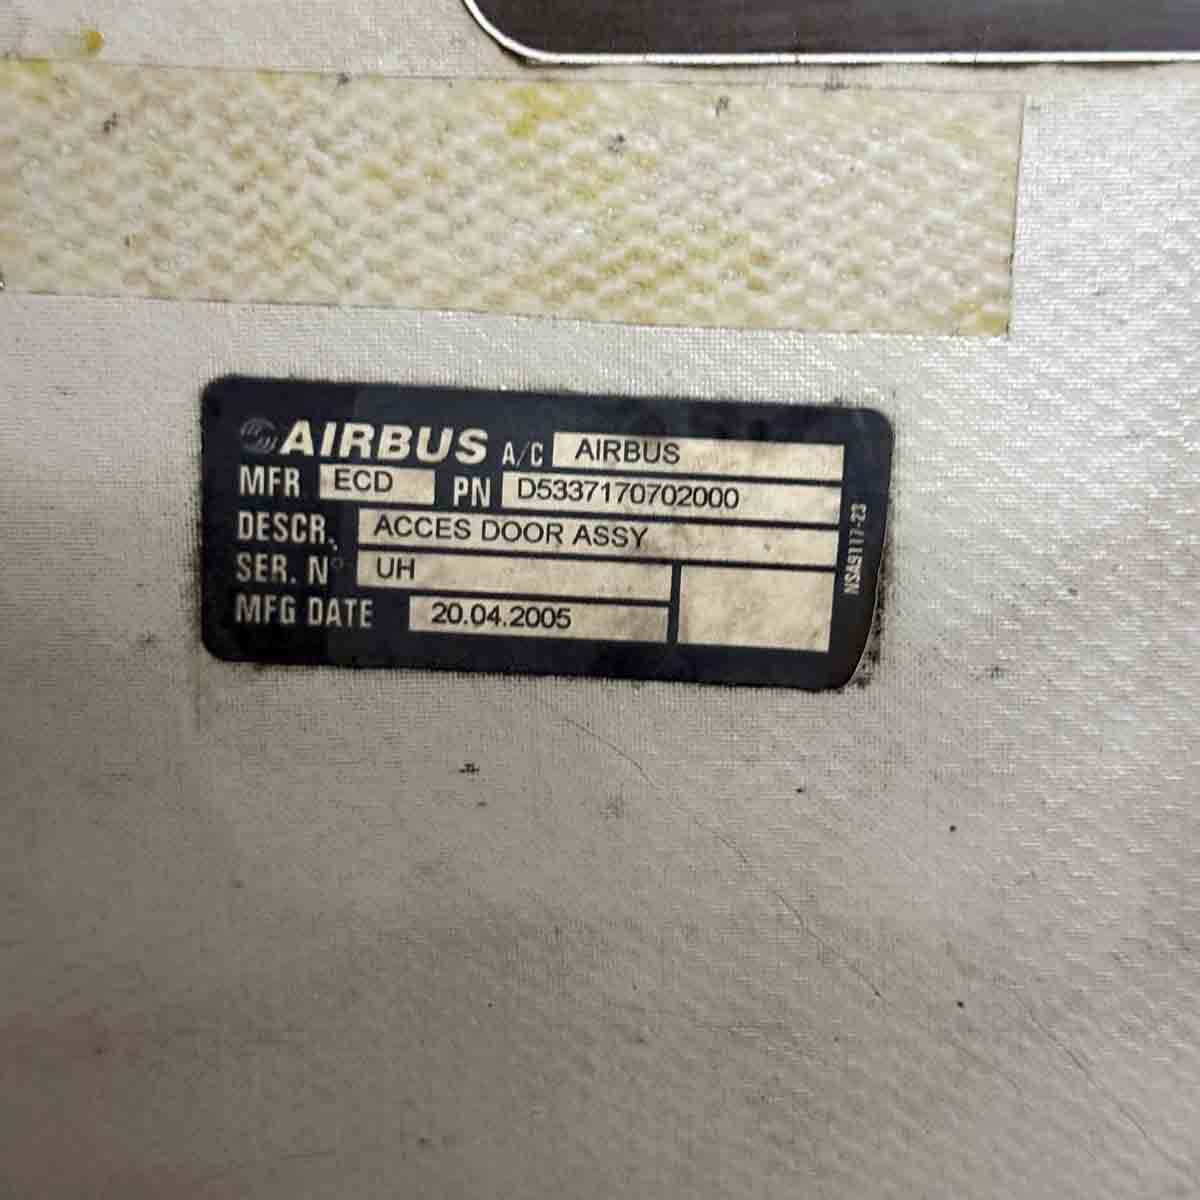 AIRBUS A/C AIRBUS
MFR ECD PN D5337170702000
DESCR. ACCES DOOR ASSY
SER. N° UH
MFG DATE 20.04.2005
NSA9117-23